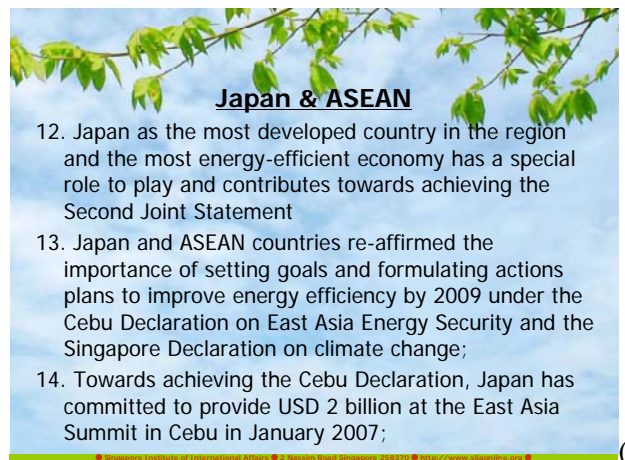 Japan & ASEAN
12. Japan as the most developed country in the region
and the most energy-efficient economy has a special
role to play and contributes towards achieving the
Second Joint Statement
13. Japan and ASEAN countries re-affirmed the
importance of setting goals and formulating actions
plans to improve energy efficiency by 2009 under the
Cebu Declaration on East Asia Energy Security and the
Singapore Declaration on climate change;
14. Towards achieving the Cebu Declaration, Japan has
committed to provide USD 2 billion at the East Asia
Summit in Cebu in January 2007;
● Singapore Institute of International Affairs ● 2 Nassim Road Singapore 258370 ● http://www.siiaonline.org ●
(